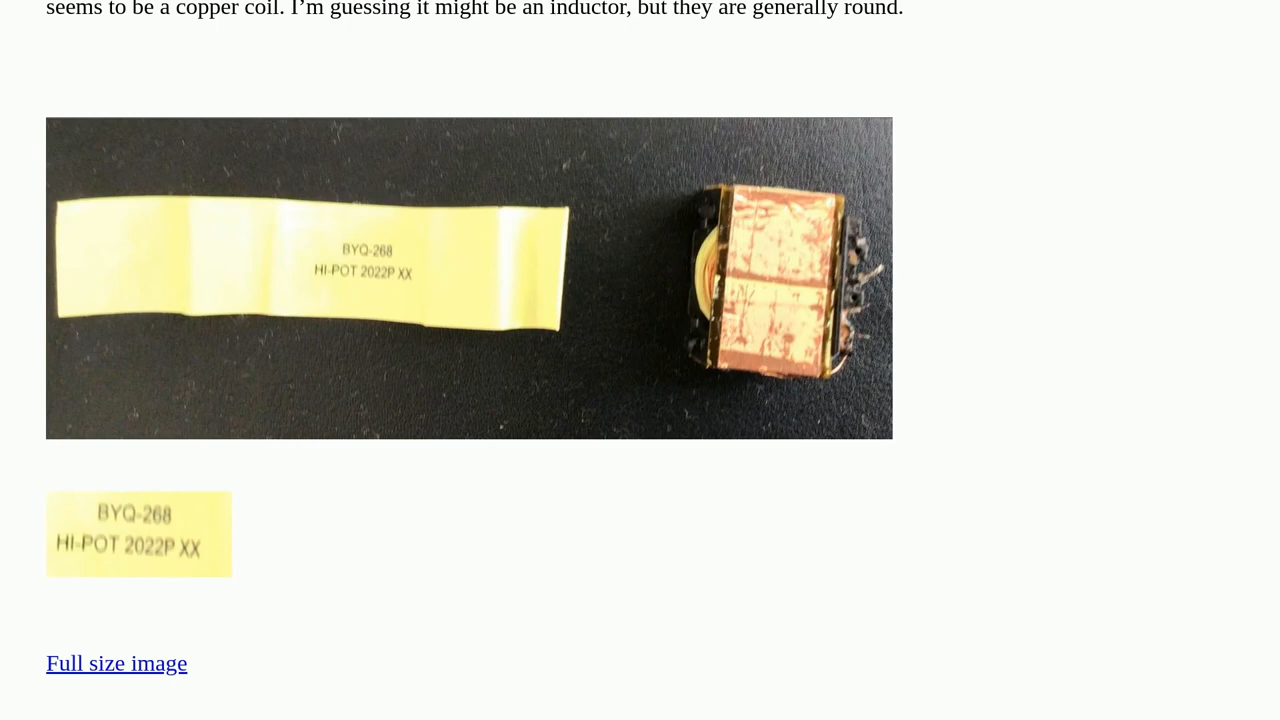 seems to be a copper coil. I’m guessing it might be an inductor, but they are generally round.
BYQ-268
HI-POT 2022P XX
BYQ-268
HI-POT 2022P XX
Full size image